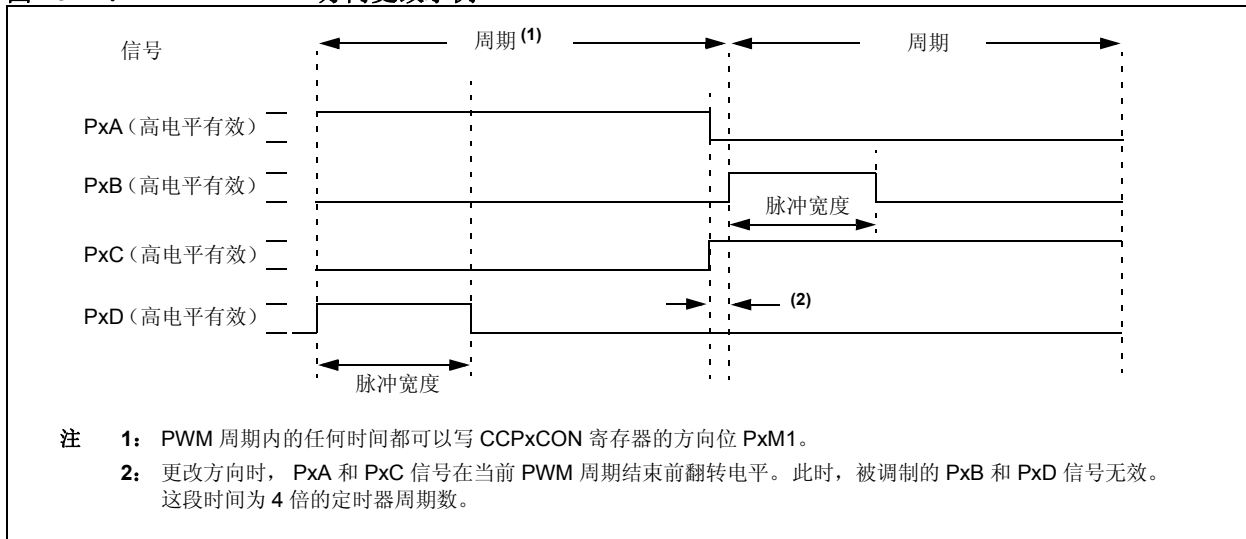 信号
周期(1)
周期
PxA(高电平有效)
PxB(高电平有效)
脉冲宽度
PxC(高电平有效)
(2)
PxD(高电平有效)
脉冲宽度
注 1: PWM 周期内的任何时间都可以写 CCPxCON 寄存器的方向位 PxM1。
2: 更改方向时, PxA 和 PxC 信号在当前 PWM 周期结束前翻转电平。此时,被调制的 PxB 和 PxD 信号无效。
这段时间为 4 倍的定时器周期数。